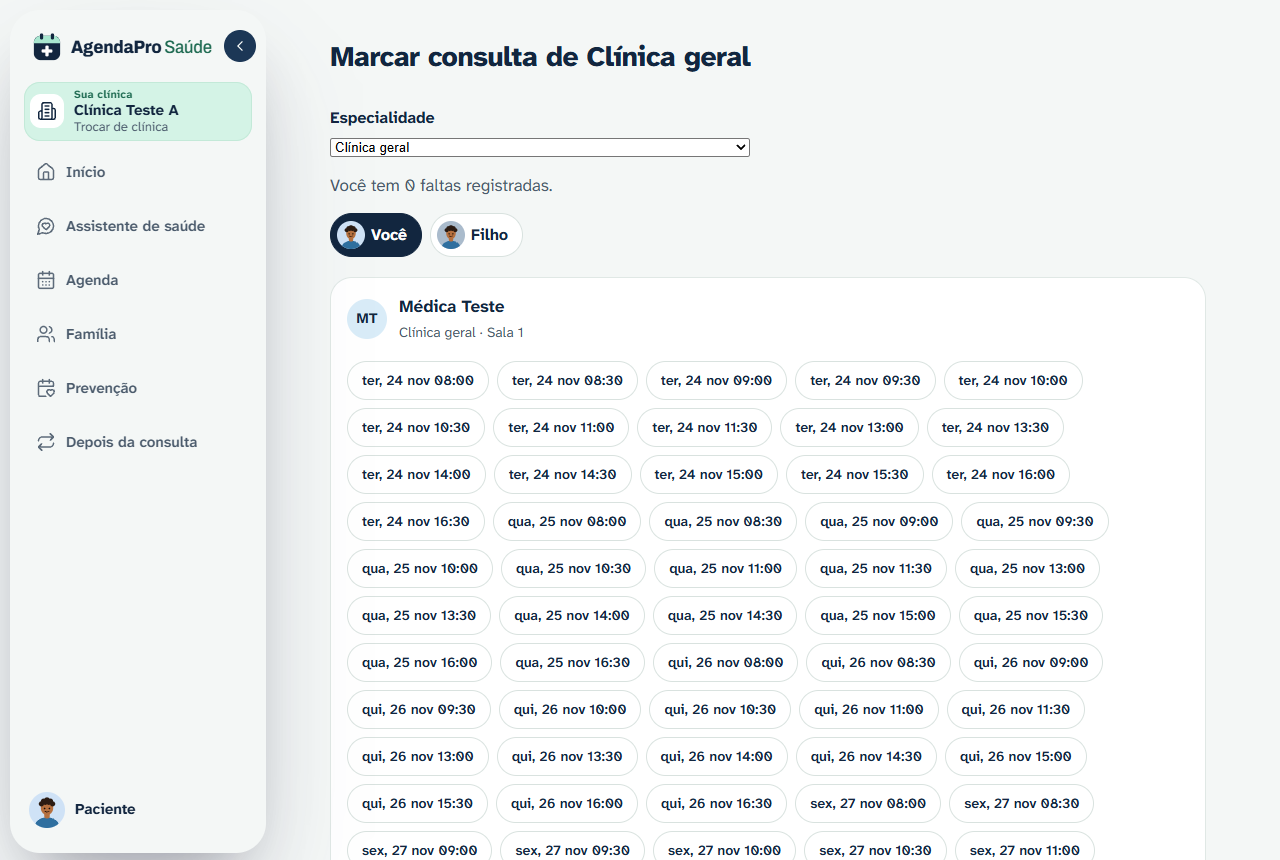 AgendaPro Saúde
Sua clínica
Clínica Teste A
Trocar de clínica
Início
Assistente de saúde
Agenda
Família
Prevenção
Depois da consulta
Paciente
Marcar consulta de Clínica geral
Especialidade
Clínica geral
Você tem 0 faltas registradas.
Você Filho
MT
Médica Teste
Clínica geral · Sala 1
ter, 24 nov 08:00 ter, 24 nov 08:30 ter, 24 nov 09:00 ter, 24 nov 09:30 ter, 24 nov 10:00
ter, 24 nov 10:30 ter, 24 nov 11:00 ter, 24 nov 11:30 ter, 24 nov 13:00 ter, 24 nov 13:30
ter, 24 nov 14:00 ter, 24 nov 14:30 ter, 24 nov 15:00 ter, 24 nov 15:30 ter, 24 nov 16:00
ter, 24 nov 16:30 qua, 25 nov 08:00 qua, 25 nov 08:30 qua, 25 nov 09:00 qua, 25 nov 09:30
qua, 25 nov 10:00 qua, 25 nov 10:30 qua, 25 nov 11:00 qua, 25 nov 11:30 qua, 25 nov 13:00
qua, 25 nov 13:30 qua, 25 nov 14:00 qua, 25 nov 14:30 qua, 25 nov 15:00 qua, 25 nov 15:30
qua, 25 nov 16:00 qua, 25 nov 16:30 qui, 26 nov 08:00 qui, 26 nov 08:30 qui, 26 nov 09:00
qui, 26 nov 09:30 qui, 26 nov 10:00 qui, 26 nov 10:30 qui, 26 nov 11:00 qui, 26 nov 11:30
qui, 26 nov 13:00 qui, 26 nov 13:30 qui, 26 nov 14:00 qui, 26 nov 14:30 qui, 26 nov 15:00
qui, 26 nov 15:30 qui, 26 nov 16:00 qui, 26 nov 16:30 sex, 27 nov 08:00 sex, 27 nov 08:30
sex, 27 nov 09:00 sex, 27 nov 09:30 sex, 27 nov 10:00 sex, 27 nov 10:30 sex, 27 nov 11:00